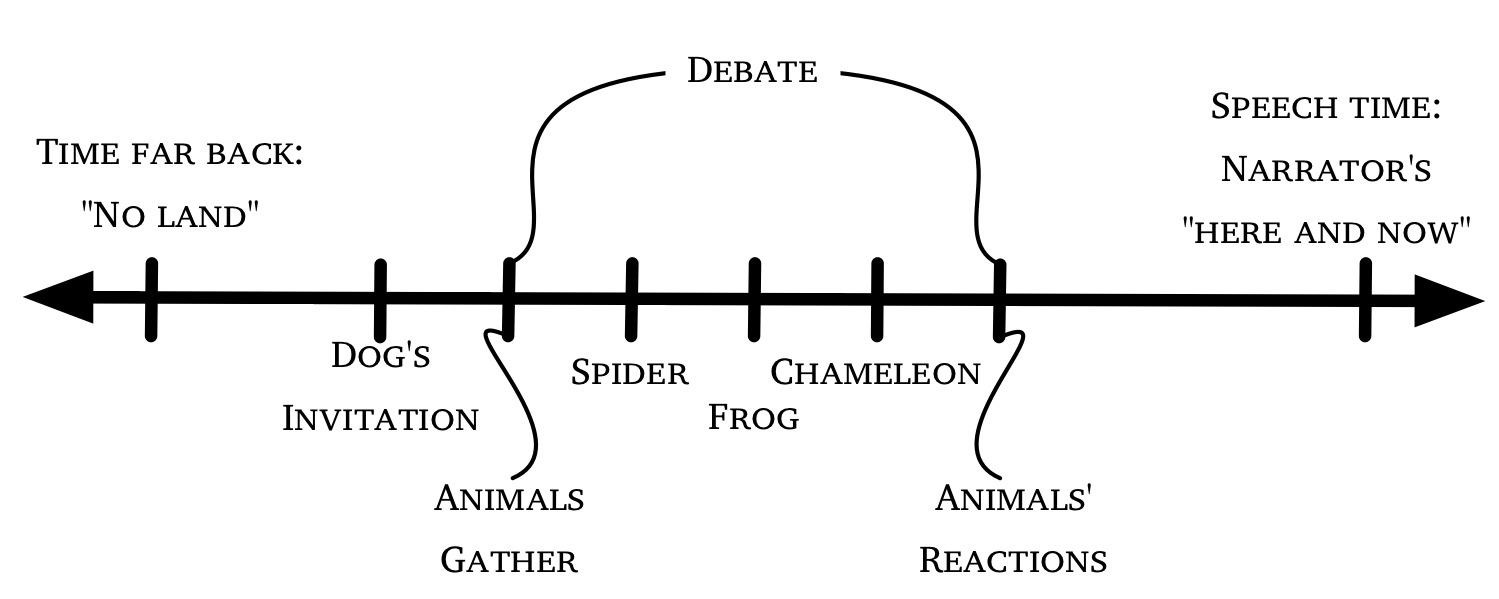 Debate
Speech time:
Narrator's
"here and now"
Time far back:
"No land"
Dog's
Invitation
Spider
Frog
Chameleon
Animals
Gather
Animals'
Reactions